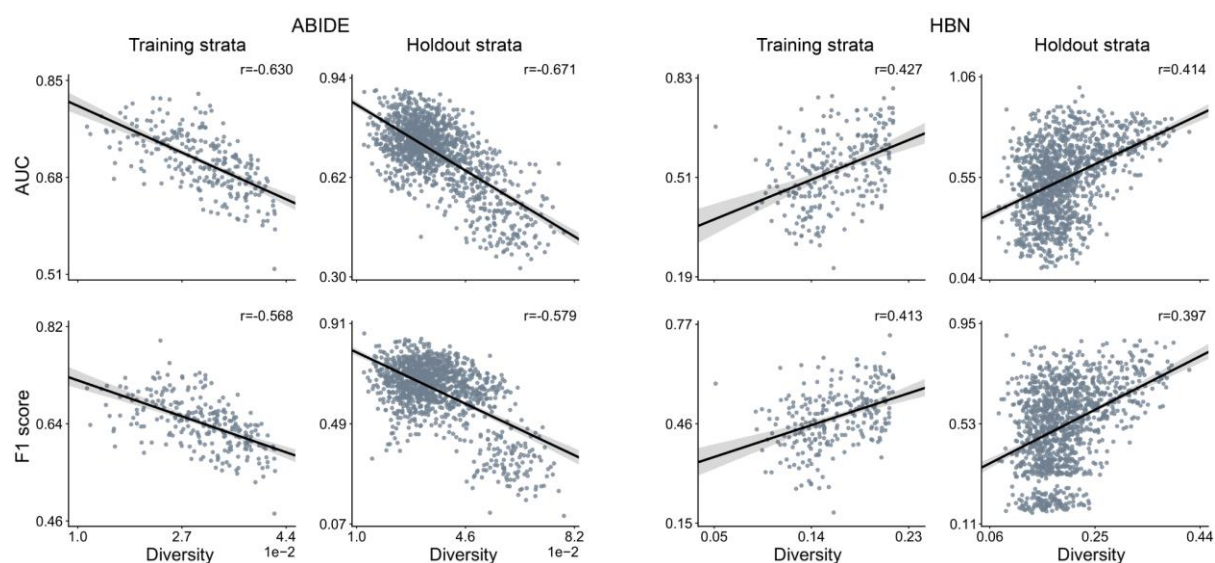 ABIDE
HBN
Training strata
Holdout strata
Training strata
Holdout strata
r=-0.630
r=-0.671
r=0.427
r=0.414
AUC
0.85
0.68
0.51
0.94
0.62
0.30
0.83
0.51
0.19
1.06
0.55
0.04
r=-0.568
r=-0.579
r=0.413
r=0.397
F1 score
0.82
0.64
0.46
0.91
0.49
0.07
0.77
0.46
0.15
0.95
0.53
0.11
1.0 2.7 4.4
1.0 4.6 8.2
0.05 0.14 0.23
0.06 0.25 0.44
Diversity 1e−2
Diversity 1e−2
Diversity
Diversity